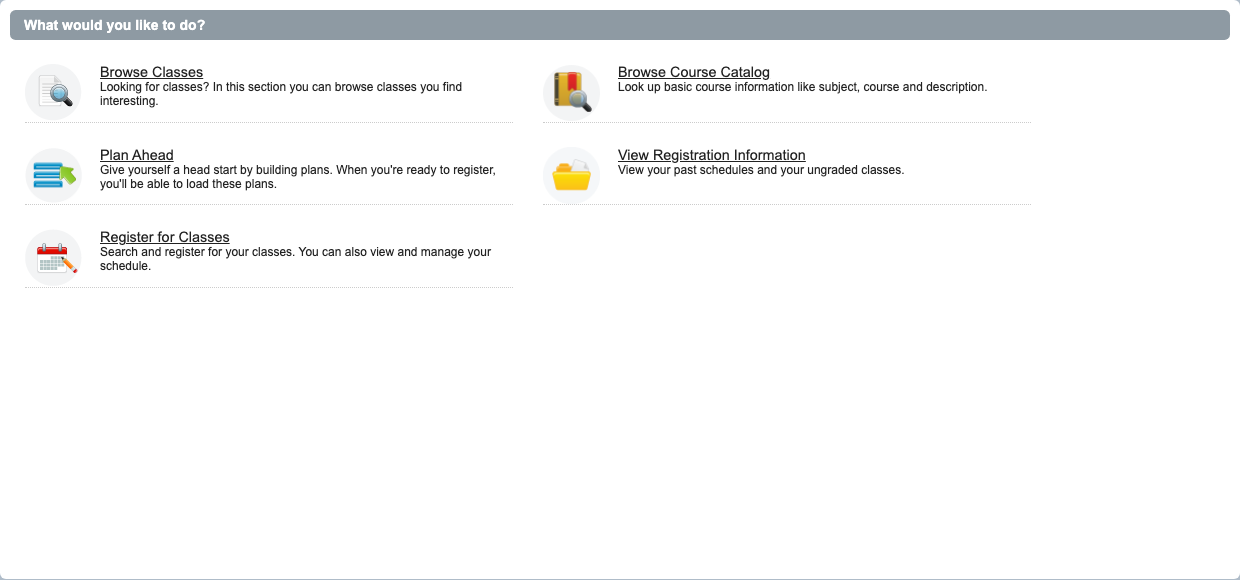 What would you like to do?
Browse Classes
Looking for classes? In this section you can browse classes you find
interesting.
Browse Course Catalog
Look up basic course information like subject, course and description.
Plan Ahead
Give yourself a head start by building plans. When you're ready to register,
you'll be able to load these plans.
View Registration Information
View your past schedules and your ungraded classes.
Register for Classes
Search and register for your classes. You can also view and manage your
schedule.